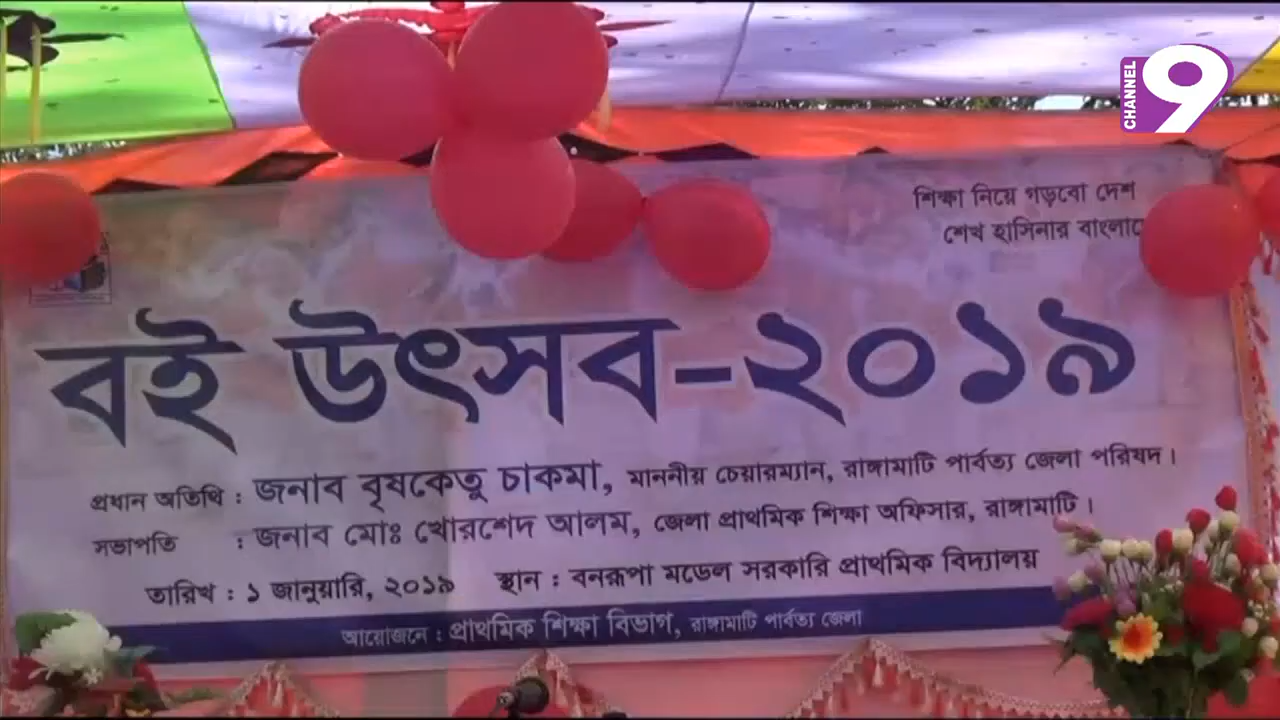 CHANNEL 9
শিক্ষা নিয়ে গড়বো দেশ
শেখ হাসিনার
বই উৎসব-২০১৯
প্রধান অতিথি : জনাব বৃষকেতু চাকমা, মাননীয় চেয়ারম্যান, রাঙ্গামাটি পার্বত্য জেলা পরিষদ।
সভাপতি : জনাব মোঃ খোরশেদ আলম, জেলা প্রাথমিক শিক্ষা অফিসার, রাঙ্গামাটি।
তারিখ : ১ জানুয়ারি, ২০১৯ স্থান : বনরূপা মডেল সরকারি প্রাথমিক বিদ্যালয়
আয়োজনে : প্রাথমিক শিক্ষা বিভাগ, রাঙ্গামাটি পার্বত্য জেলা